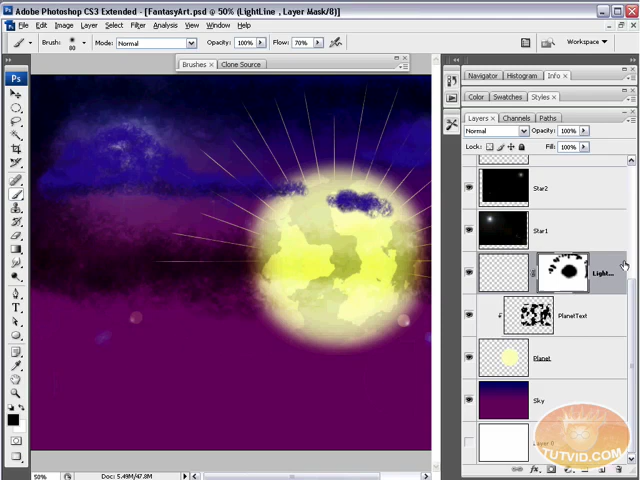 Adobe Photoshop CS3 Extended - [FantasyArt.psd @ 50% (LightLine , Layer Mask/8)]
File Edit Image Layer Select Filter Analysis View Window Help
Brush: 80 Mode: Normal Opacity: 100% Flow: 70% Workspace
Brushes × Clone Source
Ps
Navigator Histogram Info ×
Color Swatches Styles ×
Layers × Channels Paths
Normal Opacity: 100%
Lock: Fill: 100%
Star2
Star1
Light...
PlanetText
Planet
Sky
Layer 0
TUTVID.COM
T
50% Doc: 5.49M/47.8M